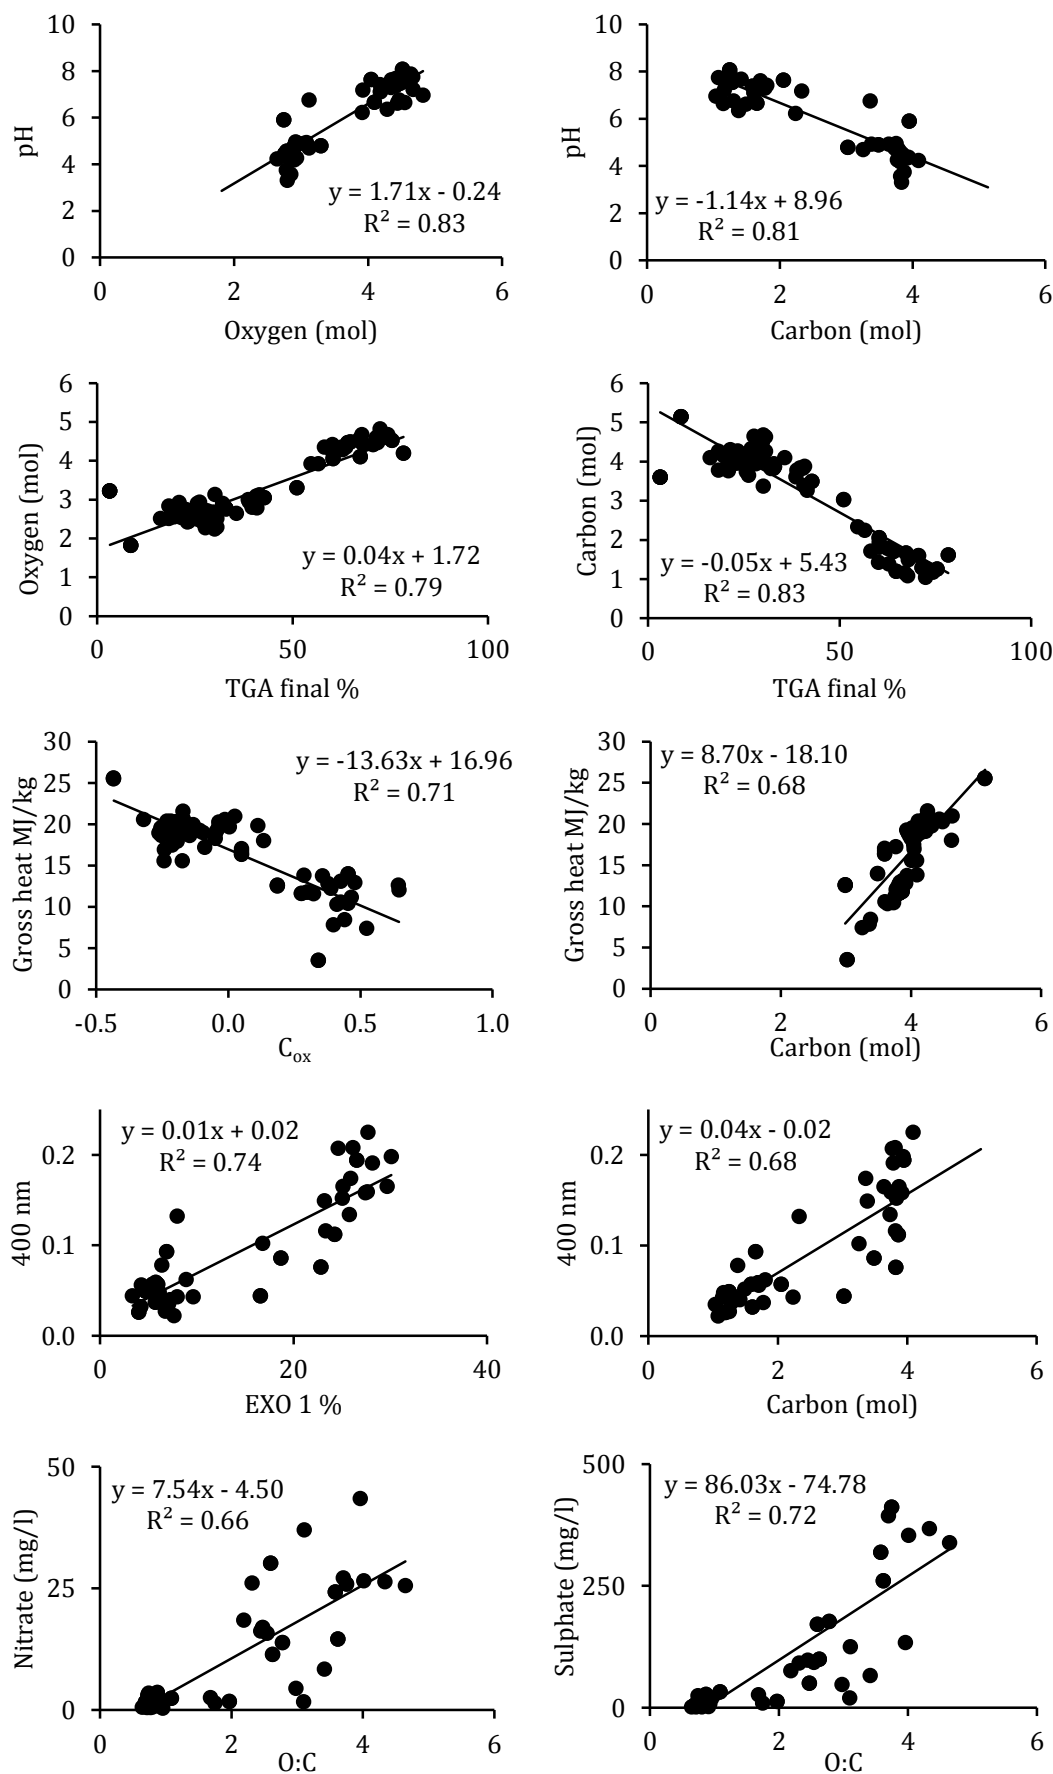 10
8
6
4
2
0
pH
y = 1.71x - 0.24
R² = 0.83
0 2 4 6
Oxygen (mol)
10
8
6
4
2
0
pH
y = -1.14x + 8.96
R² = 0.81
0 2 4 6
Carbon (mol)
6
5
4
3
2
1
0
Oxygen (mol)
y = 0.04x + 1.72
R² = 0.79
0 50 100
TGA final %
6
5
4
3
2
1
0
Carbon (mol)
y = -0.05x + 5.43
R² = 0.83
0 50 100
TGA final %
30
25
20
15
10
5
0
Gross heat MJ/kg
y = -13.63x + 16.96
R² = 0.71
-0.5 0.0 0.5 1.0
Cₒₓ
30
25
20
15
10
5
0
Gross heat MJ/kg
y = 8.70x - 18.10
R² = 0.68
0 2 4 6
Carbon (mol)
0.2
0.1
0.0
400 nm
y = 0.01x + 0.02
R² = 0.74
0 20 40
EXO 1 %
0.2
0.1
0.0
400 nm
y = 0.04x - 0.02
R² = 0.68
0 2 4 6
Carbon (mol)
50
25
0
Nitrate (mg/l)
y = 7.54x - 4.50
R² = 0.66
0 2 4 6
O:C
500
250
0
Sulphate (mg/l)
y = 86.03x - 74.78
R² = 0.72
0 2 4 6
O:C